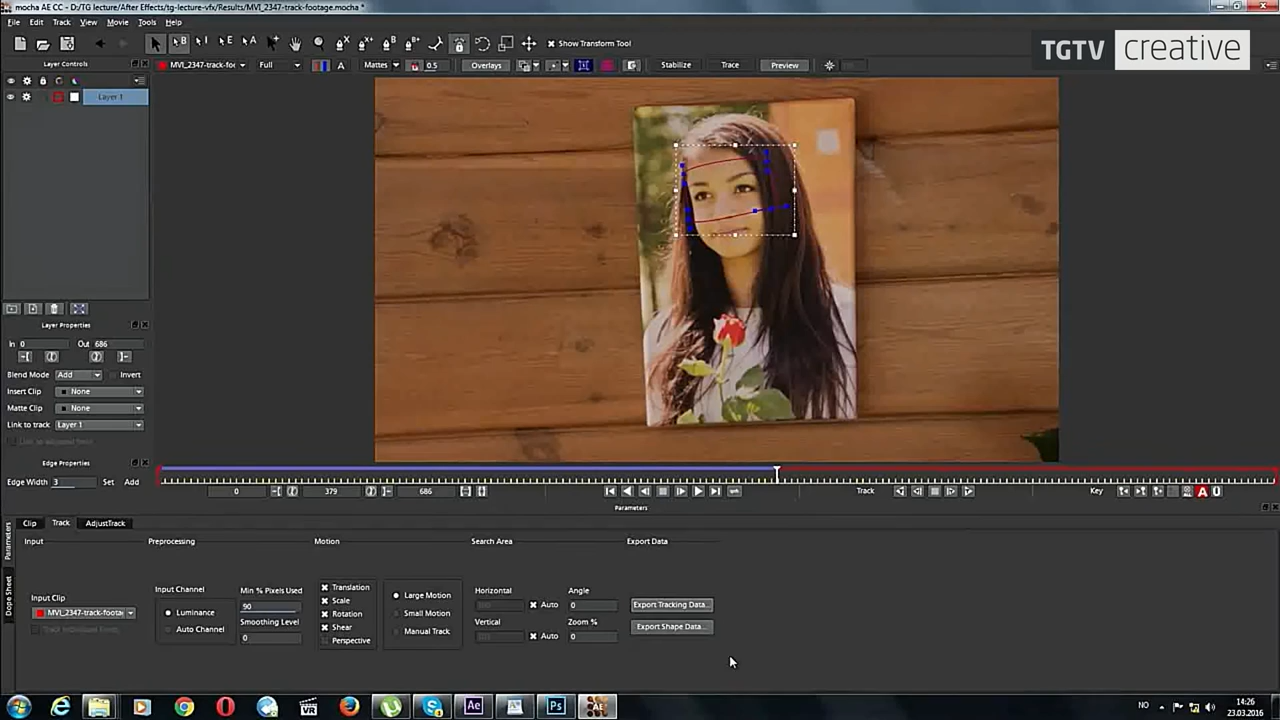 mocha AE CC - D:/TG lecture/After Effects/tg-lecture-vfx/Results/MVI_2347-track-footage.mocha *
File Edit Track View Movie Tools Help
Show Transform Tool
TGTV creative
Layer Controls
MVI_2347-track-foo
Full
A
Mattes
0.5
Overlays
Stabilize
Trace
Preview
Layer 1
Layer Properties
In 0 Out 686
Blend Mode Add Invert
Insert Clip None
Matte Clip None
Link to track Layer 1
Edge Properties
Edge Width 3 Set Add
0 379 686 Track Key A
Parameters
Parameters
Dope Sheet
Clip Track AdjustTrack
Input Preprocessing Motion Search Area Export Data
Input Clip
MVI_2347-track-foota
Input Channel
Luminance
Auto Channel
Min % Pixels Used
90
Smoothing Level
0
Translation
Scale
Rotation
Shear
Perspective
Large Motion
Small Motion
Manual Track
Horizontal
Auto
Vertical
Auto
Angle
0
Zoom %
0
Export Tracking Data...
Export Shape Data...
VR
Ae
Ps
AE
NO
14:26
23.03.2016